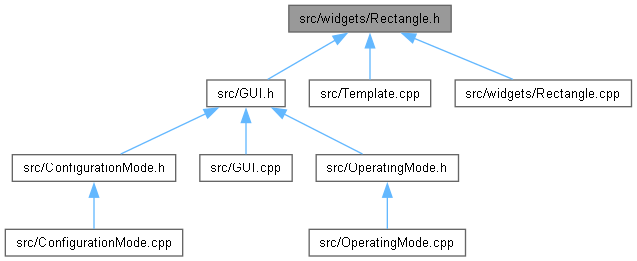 src/widgets/Rectangle.h
src/GUI.h
src/Template.cpp
src/widgets/Rectangle.cpp
src/ConfigurationMode.h
src/GUI.cpp
src/OperatingMode.h
src/ConfigurationMode.cpp
src/OperatingMode.cpp